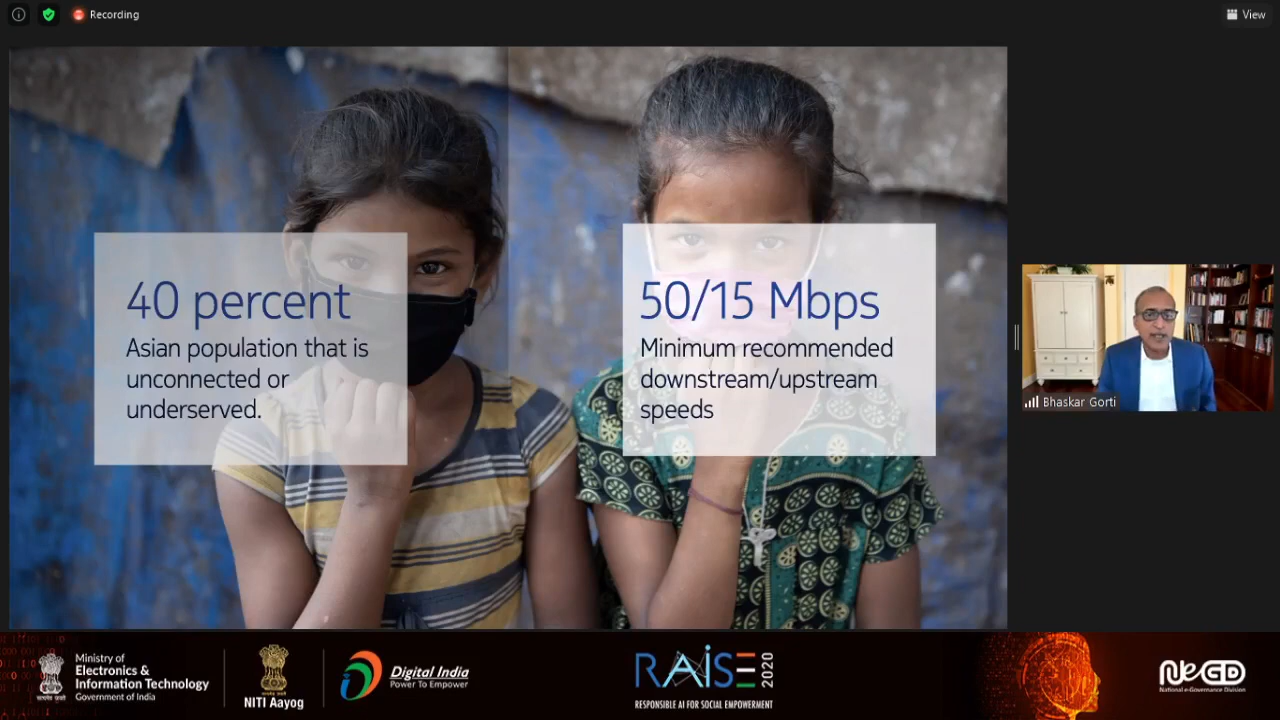 Recording
View
40 percent
Asian population that is
unconnected or
underserved.
50/15 Mbps
Minimum recommended
downstream/upstream
speeds
Bhaskar Gorti
Ministry of
Electronics &
Information Technology
Government of India
NITI Aayog
Digital India
Power To Empower
RAISE 2020
RESPONSIBLE AI FOR SOCIAL EMPOWERMENT
NeGD
National e-Governance Division